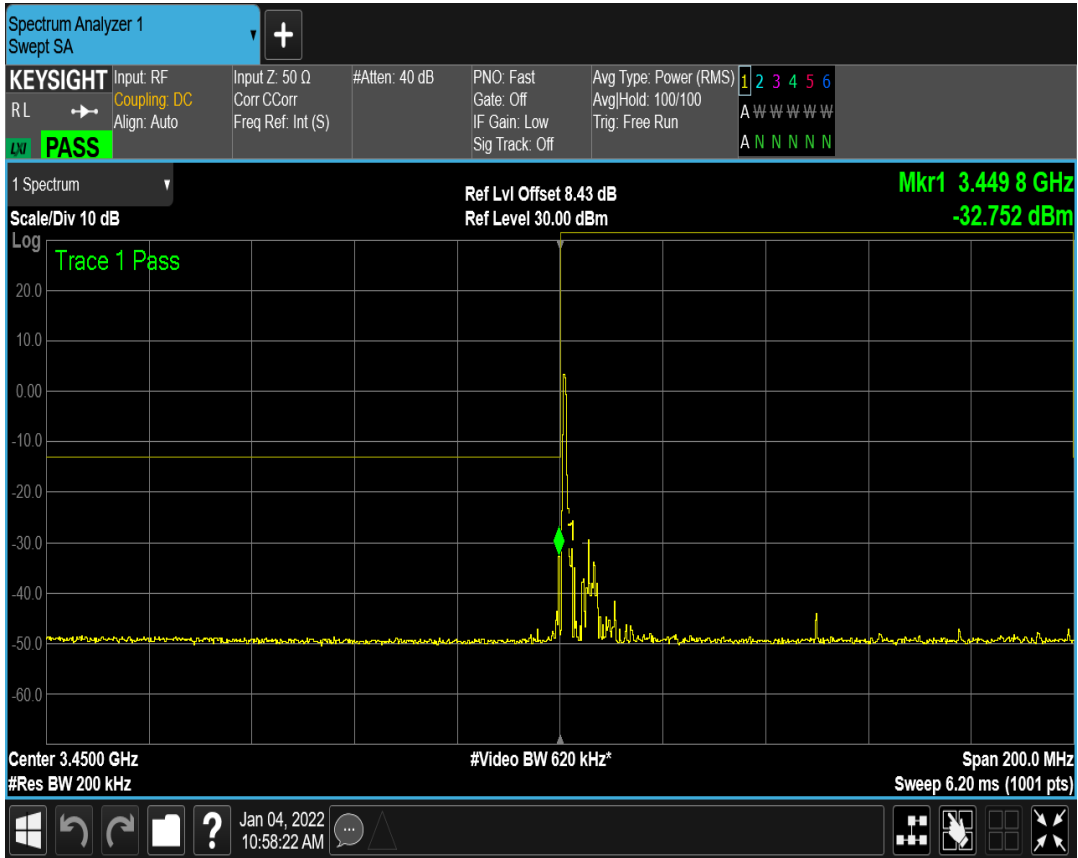 Spectrum Analyzer 1
Swept SA
KEYSIGHT
R L
LXI PASS
Input: RF
Coupling: DC
Align: Auto
Input Z: 50 Ω
Corr CCorr
Freq Ref: Int (S)
#Atten: 40 dB
PNO: Fast
Gate: Off
IF Gain: Low
Sig Track: Off
Avg Type: Power (RMS)
Avg|Hold: 100/100
Trig: Free Run
1 2 3 4 5 6
A W W W W W
A N N N N N
1 Spectrum
Scale/Div 10 dB
Ref Lvl Offset 8.43 dB
Ref Level 30.00 dBm
Mkr1 3.449 8 GHz
-32.752 dBm
Log
Trace 1 Pass
20.0
10.0
0.00
-10.0
-20.0
1
-30.0
-40.0
-50.0
-60.0
Center 3.4500 GHz
#Res BW 200 kHz
#Video BW 620 kHz*
Span 200.0 MHz
Sweep 6.20 ms (1001 pts)
?
Jan 04, 2022
10:58:22 AM